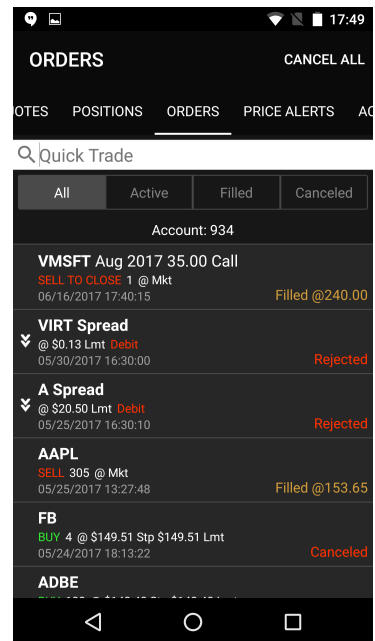 17:49
ORDERS CANCEL ALL
OTES POSITIONS ORDERS PRICE ALERTS AC
Quick Trade
All Active Filled Canceled
Account: 934
VMSFT Aug 2017 35.00 Call
SELL TO CLOSE 1 @ Mkt
06/16/2017 17:40:15 Filled @240.00
VIRT Spread
@ $0.13 Lmt Debit
05/30/2017 16:30:00 Rejected
A Spread
@ $20.50 Lmt Debit
05/25/2017 16:30:10 Rejected
AAPL
SELL 305 @ Mkt
05/25/2017 13:27:48 Filled @153.65
FB
BUY 4 @ $149.51 Stp $149.51 Lmt
05/24/2017 18:13:22 Canceled
ADBE